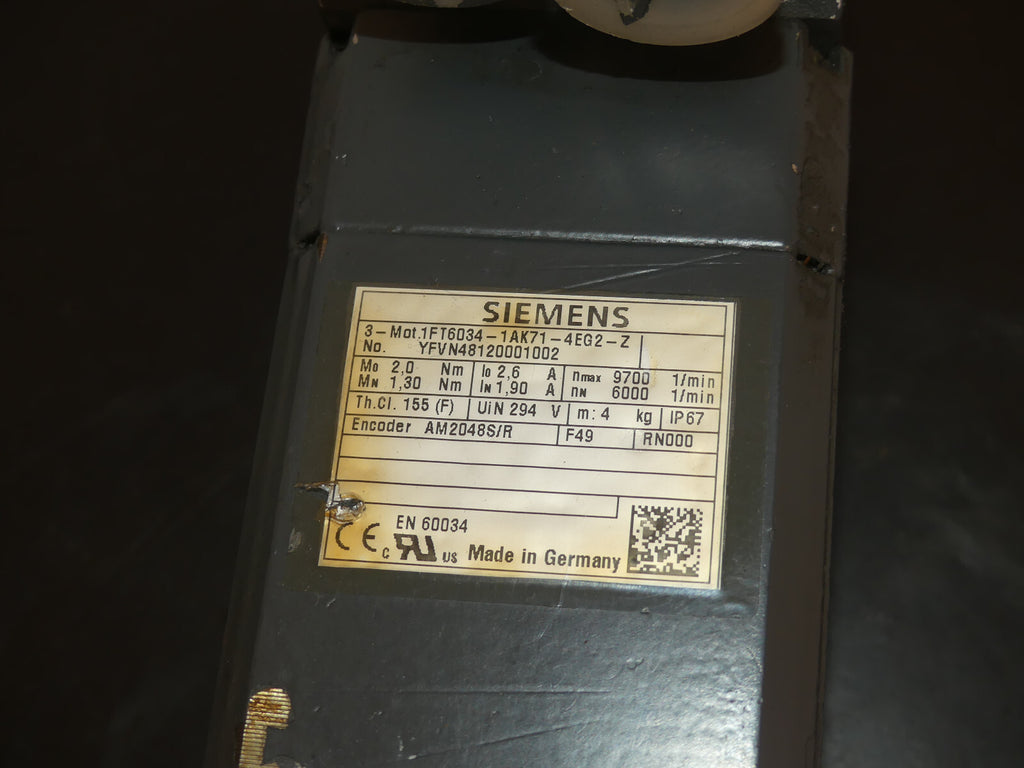 SIEMENS
3-Mot.1FT6034-1AK71-4EG2-Z
No. YFVN48120001002
M0 2,0 Nm I0 2,6 A nmax 9700 1/min
MN 1,30 Nm IN 1,90 A nN 6000 1/min
Th.Cl. 155 (F) UIN 294 V m: 4 kg IP67
Encoder AM2048S/R F49 RN000
EN 60034
CE c RU US Made in Germany